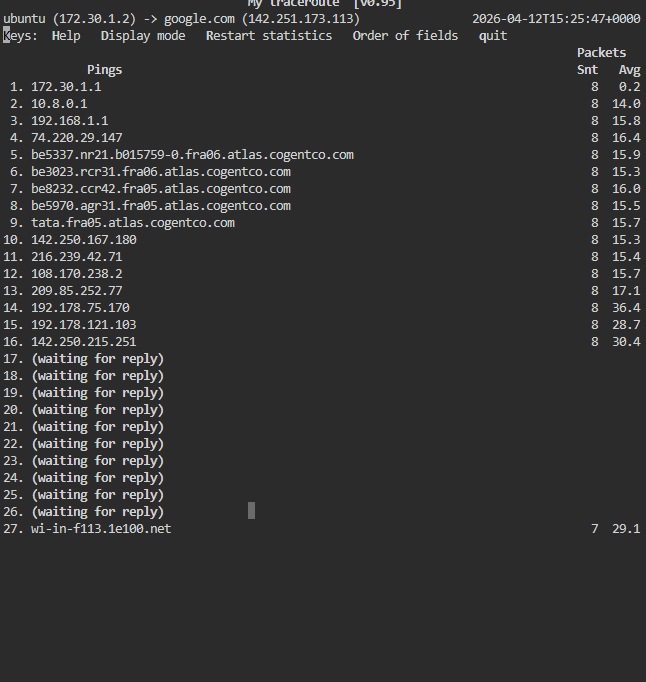 My traceroute [v0.95]
ubuntu (172.30.1.2) -> google.com (142.251.173.113) 2026-04-12T15:25:47+0000
Keys: Help Display mode Restart statistics Order of fields quit
Packets
Pings Snt Avg
1. 172.30.1.1 8 0.2
2. 10.8.0.1 8 14.0
3. 192.168.1.1 8 15.8
4. 74.220.29.147 8 16.4
5. be5337.nr21.b015759-0.fra06.atlas.cogentco.com 8 15.9
6. be3023.rcr31.fra06.atlas.cogentco.com 8 15.3
7. be8232.ccr42.fra05.atlas.cogentco.com 8 16.0
8. be5970.agr31.fra05.atlas.cogentco.com 8 15.5
9. tata.fra05.atlas.cogentco.com 8 15.7
10. 142.250.167.180 8 15.3
11. 216.239.42.71 8 15.4
12. 108.170.238.2 8 15.7
13. 209.85.252.77 8 17.1
14. 192.178.75.170 8 36.4
15. 192.178.121.103 8 28.7
16. 142.250.215.251 8 30.4
17. (waiting for reply)
18. (waiting for reply)
19. (waiting for reply)
20. (waiting for reply)
21. (waiting for reply)
22. (waiting for reply)
23. (waiting for reply)
24. (waiting for reply)
25. (waiting for reply)
26. (waiting for reply)
27. wi-in-f113.1e100.net 7 29.1